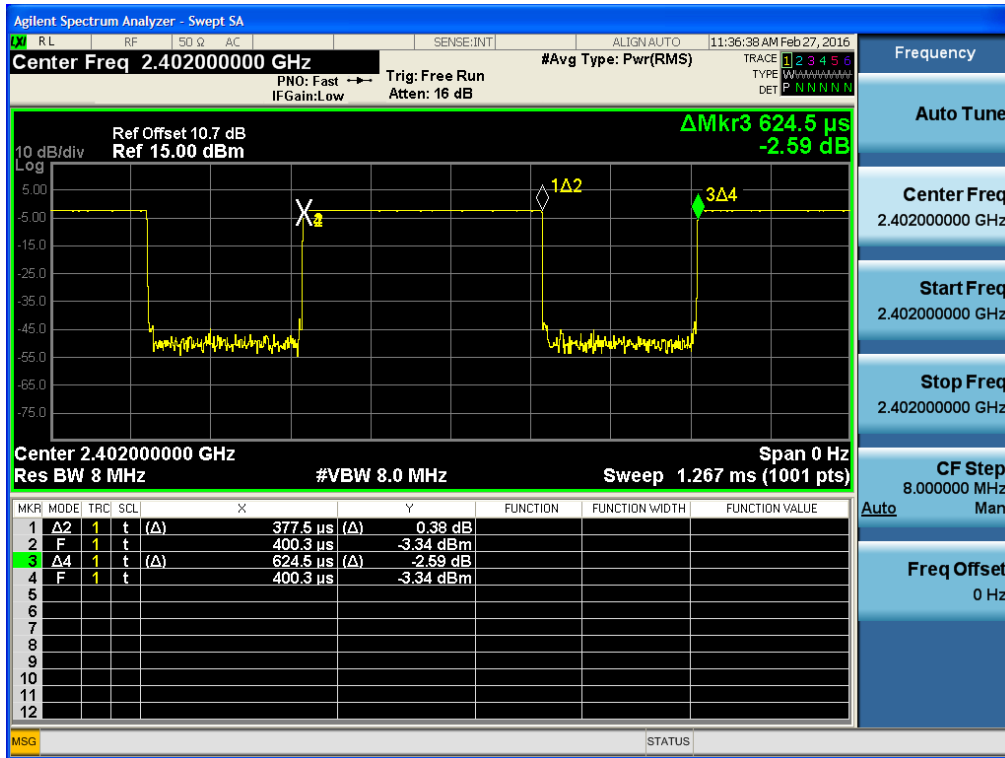 Agilent Spectrum Analyzer - Swept SA
LXI RL RF 50 Ω AC SENSE:INT ALIGNAUTO 11:36:38 AM Feb 27, 2016
Center Freq 2.402000000 GHz #Avg Type: Pwr(RMS) TRACE 1 2 3 4 5 6
PNO: Fast Trig: Free Run TYPE
IFGain:Low Atten: 16 dB DET P N N N N N
ΔMkr3 624.5 µs
-2.59 dB
Ref Offset 10.7 dB
10 dB/div Ref 15.00 dBm
Log
5.00
-5.00
-15.0
-25.0
-35.0
-45.0
-55.0
-65.0
-75.0
1Δ2
3Δ4
Center 2.402000000 GHz Span 0 Hz
Res BW 8 MHz #VBW 8.0 MHz Sweep 1.267 ms (1001 pts)
MKR MODE TRC SCL X Y FUNCTION FUNCTION WIDTH FUNCTION VALUE
1 Δ2 1 t (Δ) 377.5 µs (Δ) 0.38 dB
2 F 1 t 400.3 µs -3.34 dBm
3 Δ4 1 t (Δ) 624.5 µs (Δ) -2.59 dB
4 F 1 t 400.3 µs -3.34 dBm
5
6
7
8
9
10
11
12
MSG STATUS
Frequency
Auto Tune
Center Freq
2.402000000 GHz
Start Freq
2.402000000 GHz
Stop Freq
2.402000000 GHz
CF Step
8.000000 MHz
Auto Man
Freq Offset
0 Hz